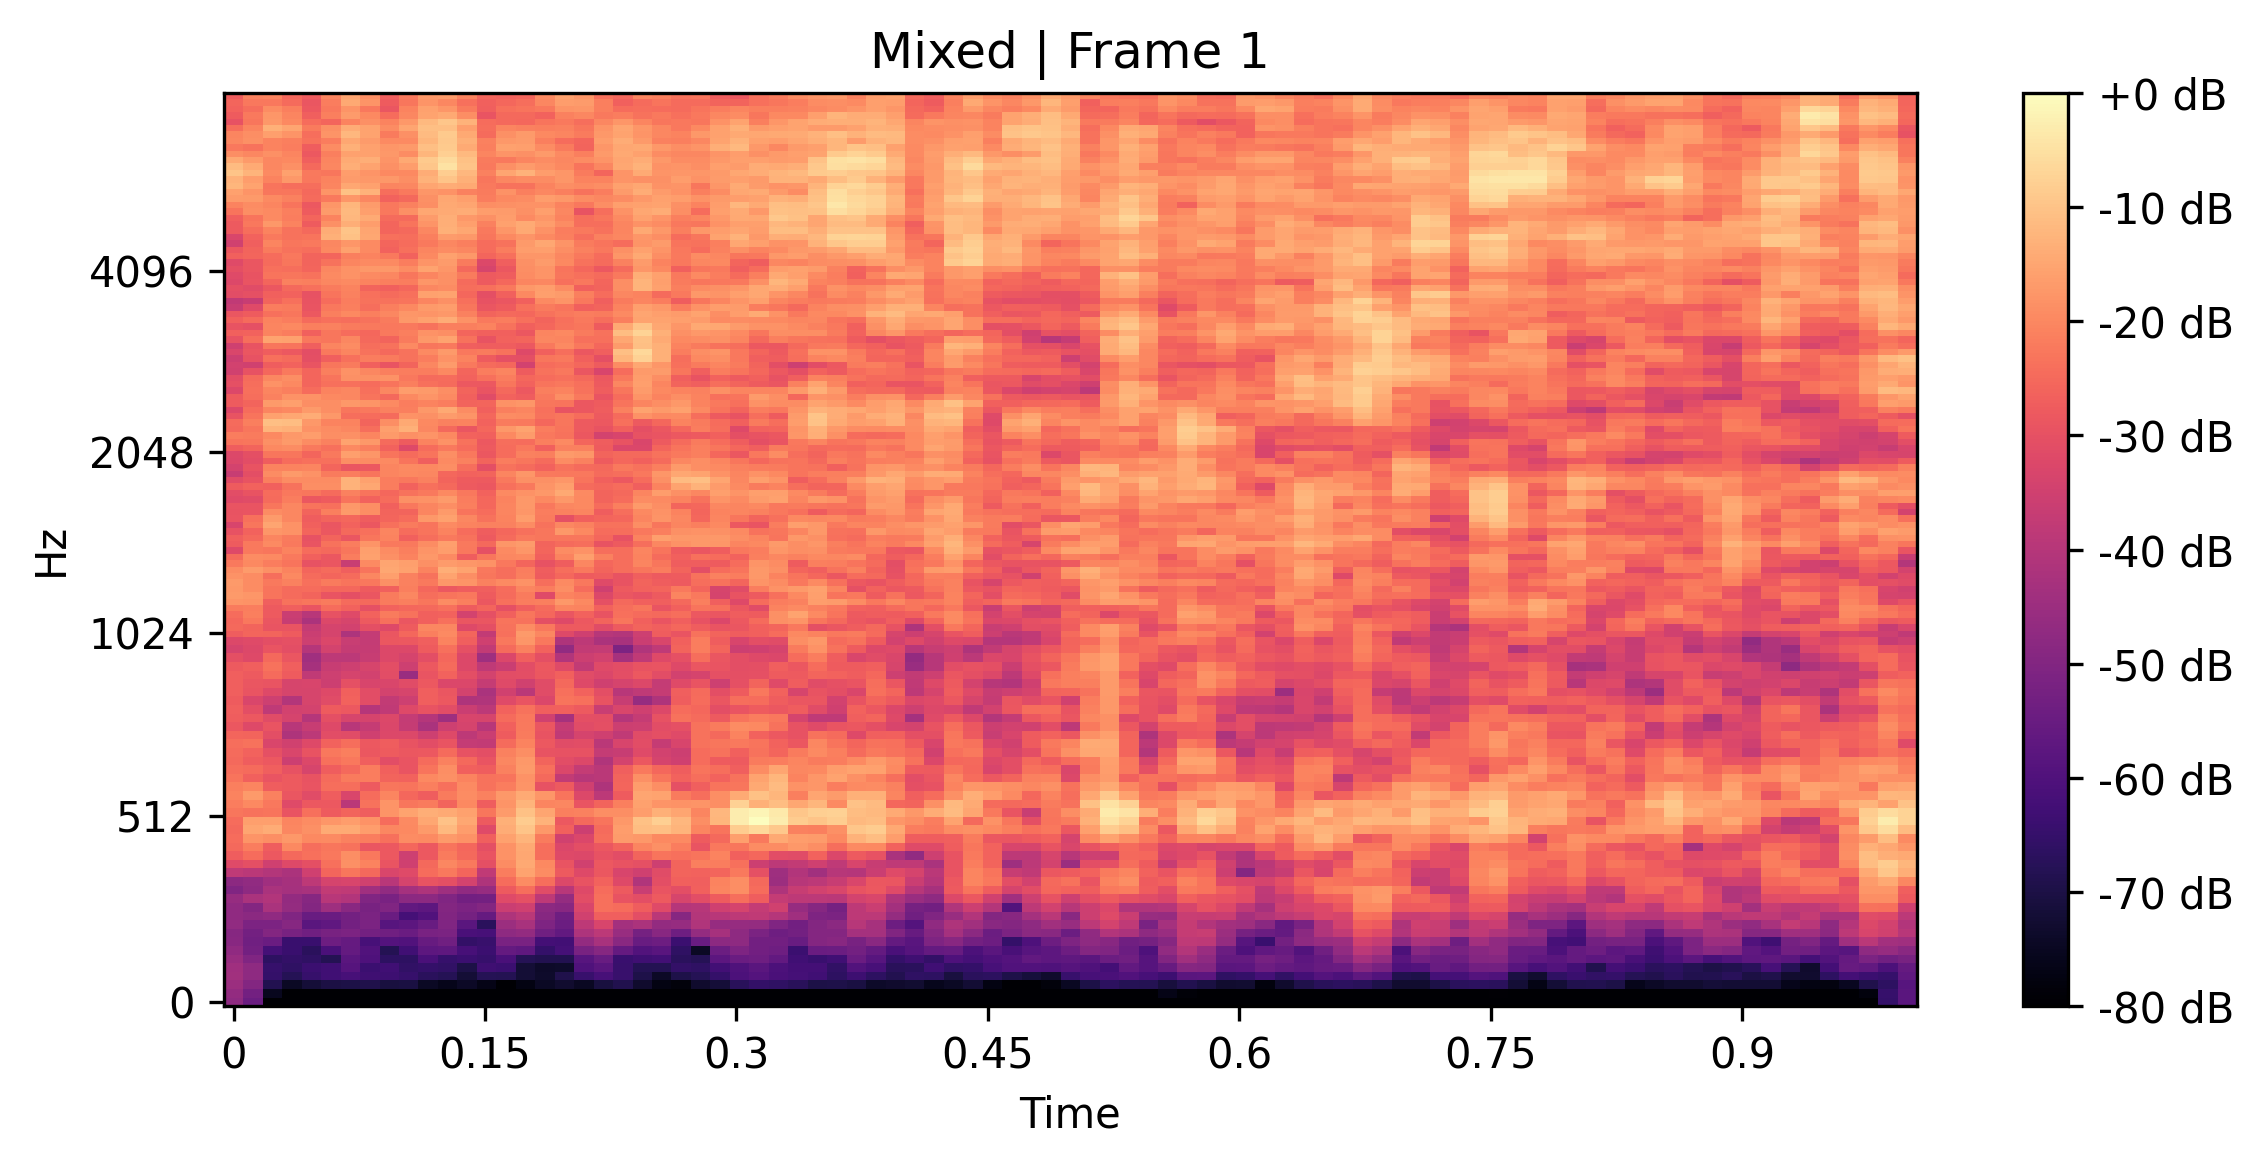 Mixed | Frame 1
Hz
4096
2048
1024
512
0
0 0.15 0.3 0.45 0.6 0.75 0.9
Time
+0 dB
-10 dB
-20 dB
-30 dB
-40 dB
-50 dB
-60 dB
-70 dB
-80 dB